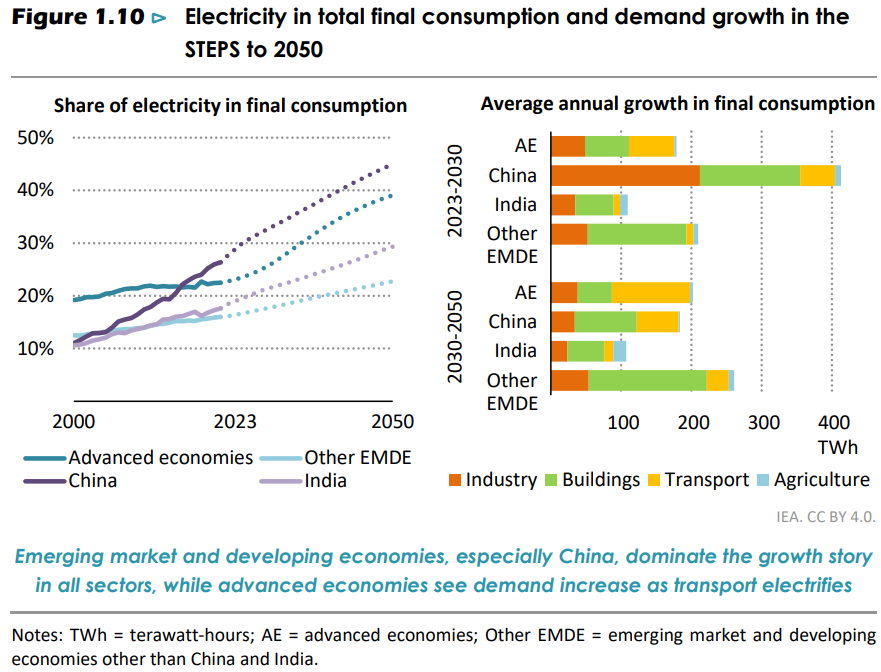 Figure 1.10 ▷ Electricity in total final consumption and demand growth in the
STEPS to 2050
Share of electricity in final consumption
50%
40%
30%
20%
10%
2000 2023 2050
Advanced economies Other EMDE
China India
Average annual growth in final consumption
2023-2030
AE
China
India
Other
EMDE
2030-2050
AE
China
India
Other
EMDE
100 200 300 400
TWh
Industry Buildings Transport Agriculture
IEA. CC BY 4.0.
Emerging market and developing economies, especially China, dominate the growth story
in all sectors, while advanced economies see demand increase as transport electrifies
Notes: TWh = terawatt-hours; AE = advanced economies; Other EMDE = emerging market and developing
economies other than China and India.